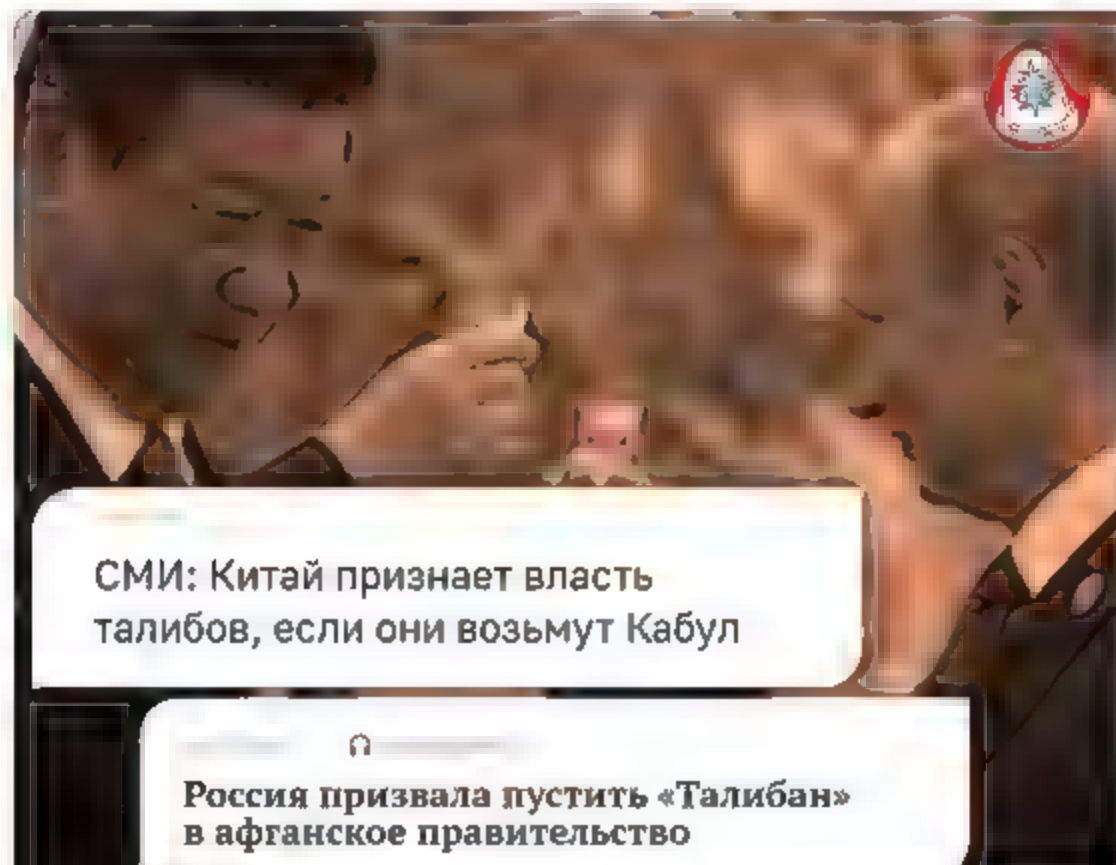 СМИ: Китай признает власть
талибов, если они возьмут Кабул
Россия призвала пустить «Талибан»
в афганское правительство